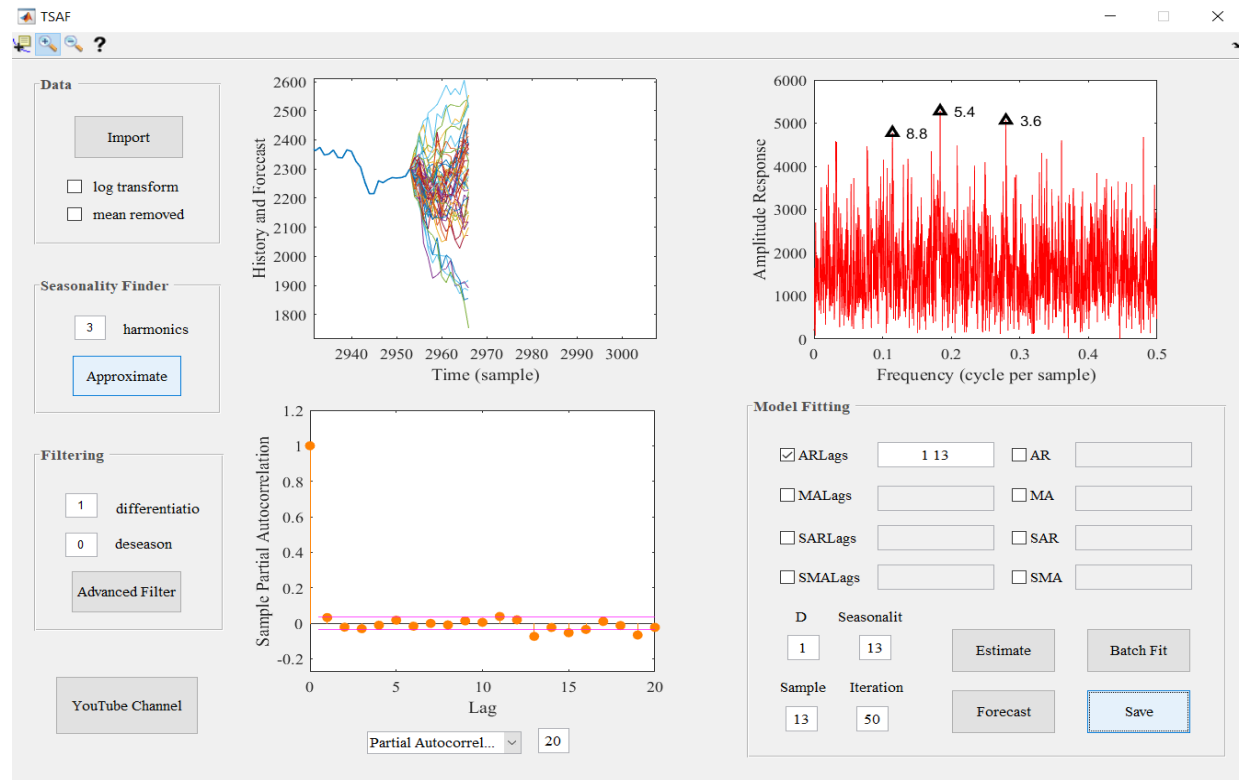 TSAF
?
Data
Import
log transform
mean removed
Seasonality Finder
3 harmonics
Approximate
Filtering
1 differentiatio
0 deseason
Advanced Filter
YouTube Channel
History and Forecast
2600
2500
2400
2300
2200
2100
2000
1900
1800
2940 2950 2960 2970 2980 2990 3000
Time (sample)
Amplitude Response
6000
5000
4000
3000
2000
1000
0
8.8 5.4 3.6
0 0.1 0.2 0.3 0.4 0.5
Frequency (cycle per sample)
Sample Partial Autocorrelation
1.2
1
0.8
0.6
0.4
0.2
0
-0.2
0 5 10 15 20
Lag
Partial Autocorrel... 20
Model Fitting
ARLags 1 13 AR
MALags MA
SARLags SAR
SMALags SMA
D Seasonalit
1 13 Estimate Batch Fit
Sample Iteration
13 50 Forecast Save